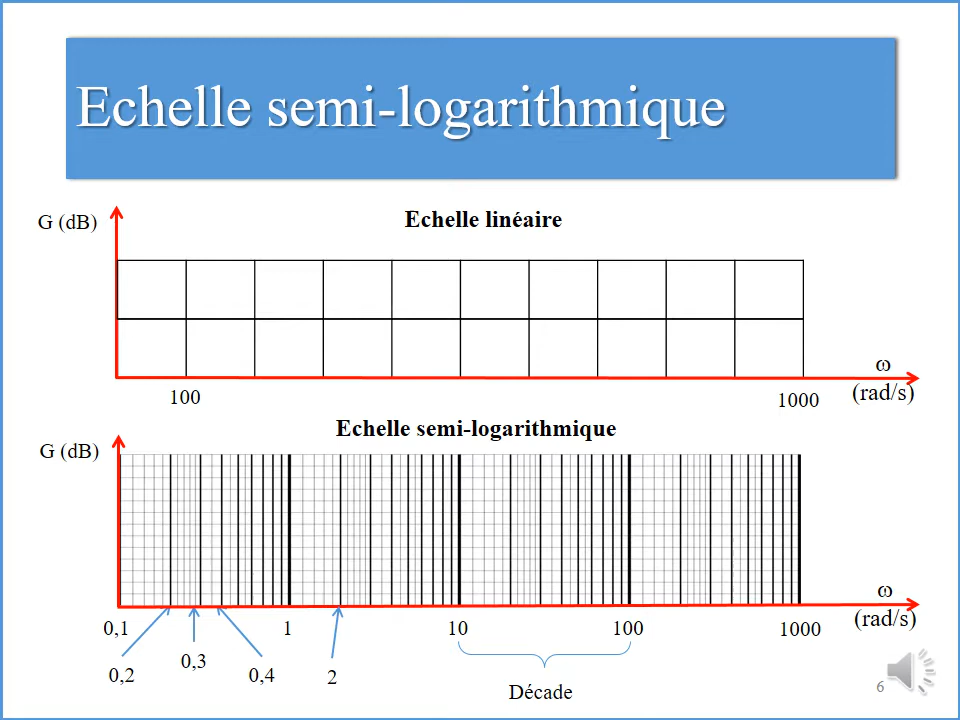 Echelle semi-logarithmique
G (dB)
Echelle linéaire
ω
(rad/s)
100
1000
Echelle semi-logarithmique
G (dB)
ω
(rad/s)
0,1
1
10
100
1000
0,2
0,3
0,4
2
Décade
6